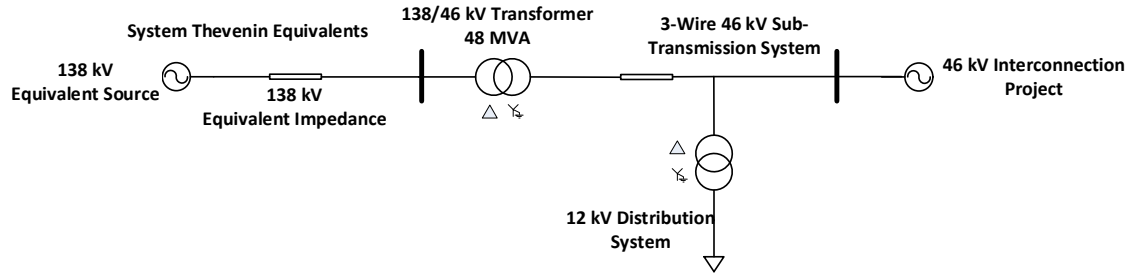 System Thevenin Equivalents
138/46 kV Transformer
48 MVA
3-Wire 46 kV Sub-
Transmission System
138 kV
Equivalent Source
138 kV
Equivalent Impedance
46 kV Interconnection
Project
12 kV Distribution
System